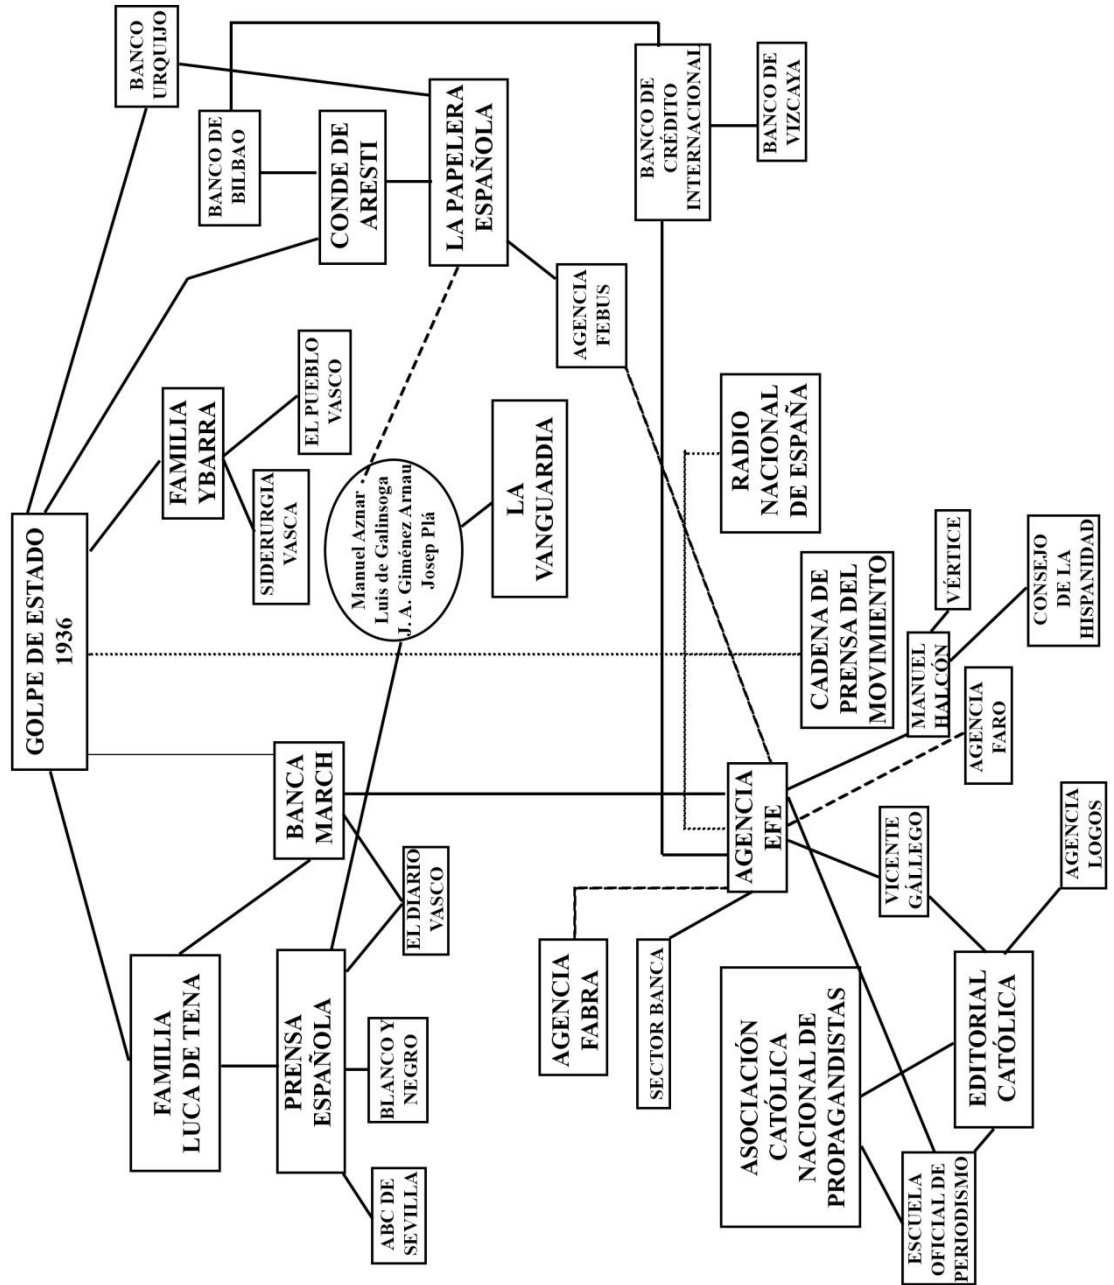 GOLPE DE ESTADO
1936
BANCO
URQUIJO
FAMILIA
LUCA DE TENA
FAMILIA
YBARRA
BANCO DE
BILBAO
BANCA
MARCH
PRENSA
ESPAÑOLA
SIDERURGIA
VASCA
EL PUEBLO
VASCO
CONDE DE
ARESTI
ABC DE
SEVILLA
BLANCO Y
NEGRO
EL DIARIO
VASCO
Manuel Aznar
Luis de Galinsoga
J. A. Giménez Arnau
Josep Plá
LA PAPELERA
ESPAÑOLA
LA
VANGUARDIA
AGENCIA
FEBUS
AGENCIA
FABRA
SECTOR BANCA
BANCO DE
CRÉDITO
INTERNACIONAL
ASOCIACIÓN
CATÓLICA
NACIONAL DE
PROPAGANDISTAS
AGENCIA
EFE
RADIO
NACIONAL
DE ESPAÑA
BANCO DE
VIZCAYA
CADENA DE
PRENSA DEL
MOVIMIENTO
VICENTE
GÁLLEGO
MANUEL
HALCÓN
VÉRTICE
ESCUELA
OFICIAL DE
PERIODISMO
EDITORIAL
CATÓLICA
AGENCIA
FARO
AGENCIA
LOGOS
CONSEJO
DE LA
HISPANIDAD